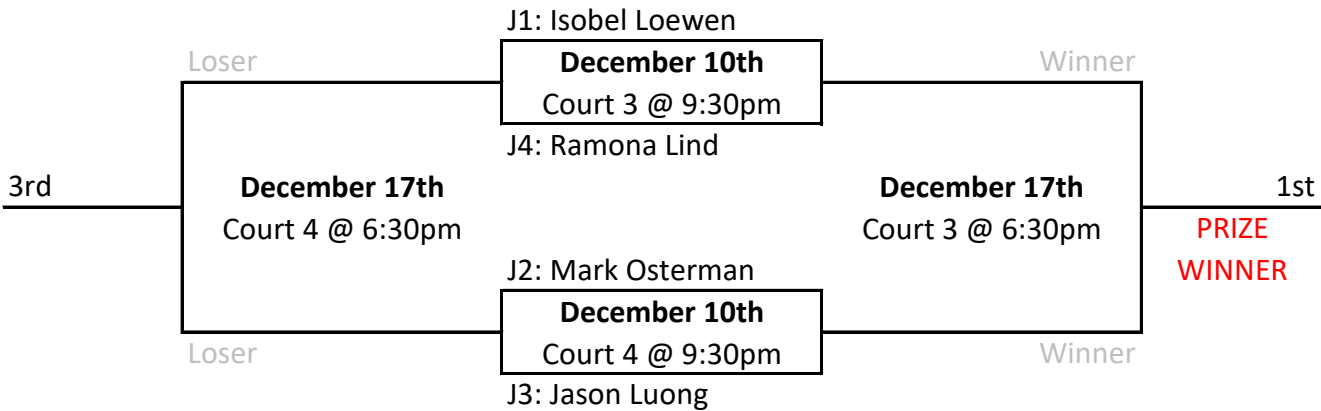 J1: Isobel Loewen
Loser
December 10th
Winner
Court 3 @ 9:30pm
J4: Ramona Lind
3rd
December 17th
December 17th
1st
Court 4 @ 6:30pm
Court 3 @ 6:30pm
PRIZE
WINNER
J2: Mark Osterman
December 10th
Loser
Court 4 @ 9:30pm
Winner
J3: Jason Luong